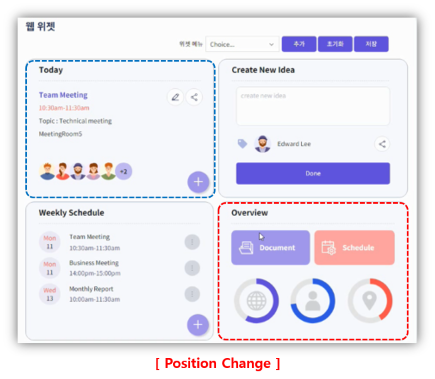 웹 위젯
위젯 메뉴 Choice... 추가 초기화 저장
Today
Team Meeting
10:30am-11:30am
Topic : Technical meeting
MeetingRoom5
+2
+
Create New Idea
create new idea
Edward Lee
Done
Weekly Schedule
Mon 11 Team Meeting 10:30am-11:30am
Mon 11 Business Meeting 14:00pm-15:00pm
Wed 13 Monthly Report 10:00am-11:30am
+
Overview
Document Schedule
[ Position Change ]